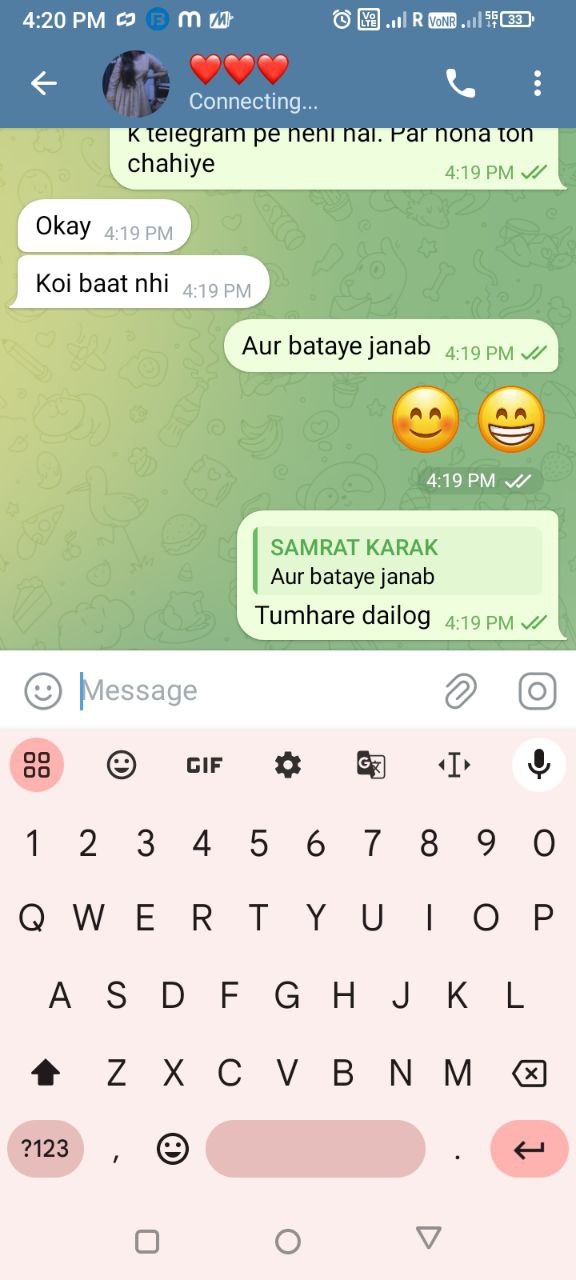 4:20 PM R VoNR 33
Connecting...
k telegram pe nehi hai. Par hona toh
chahiye
4:19 PM
Okay 4:19 PM
Koi baat nhi 4:19 PM
Aur bataye janab 4:19 PM
4:19 PM
SAMRAT KARAK
Aur bataye janab
Tumhare dailog 4:19 PM
Message
GIF
1 2 3 4 5 6 7 8 9 0
Q W E R T Y U I O P
A S D F G H J K L
Z X C V B N M
?123 , .